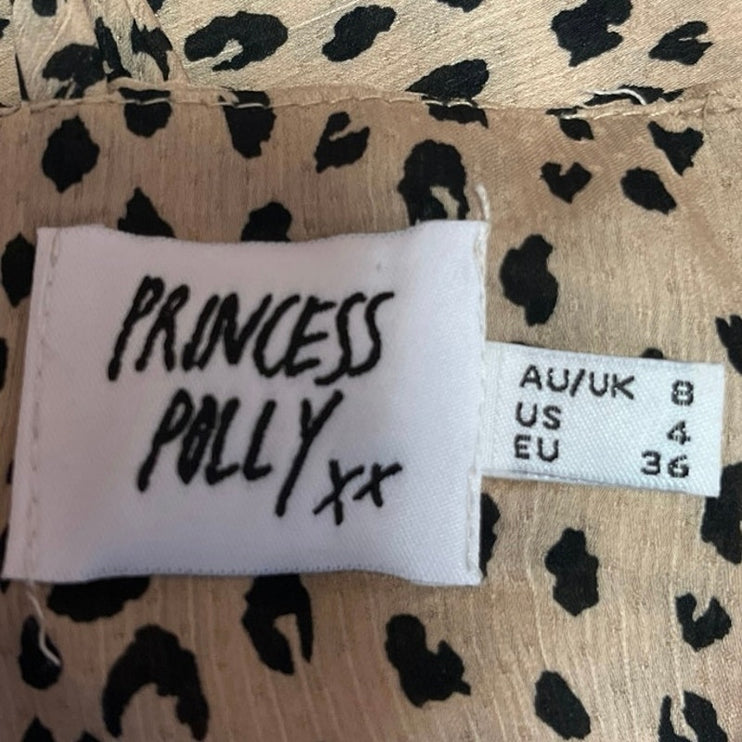 PRINCESS
POLLY xx
AU/UK 8
US 4
EU 36